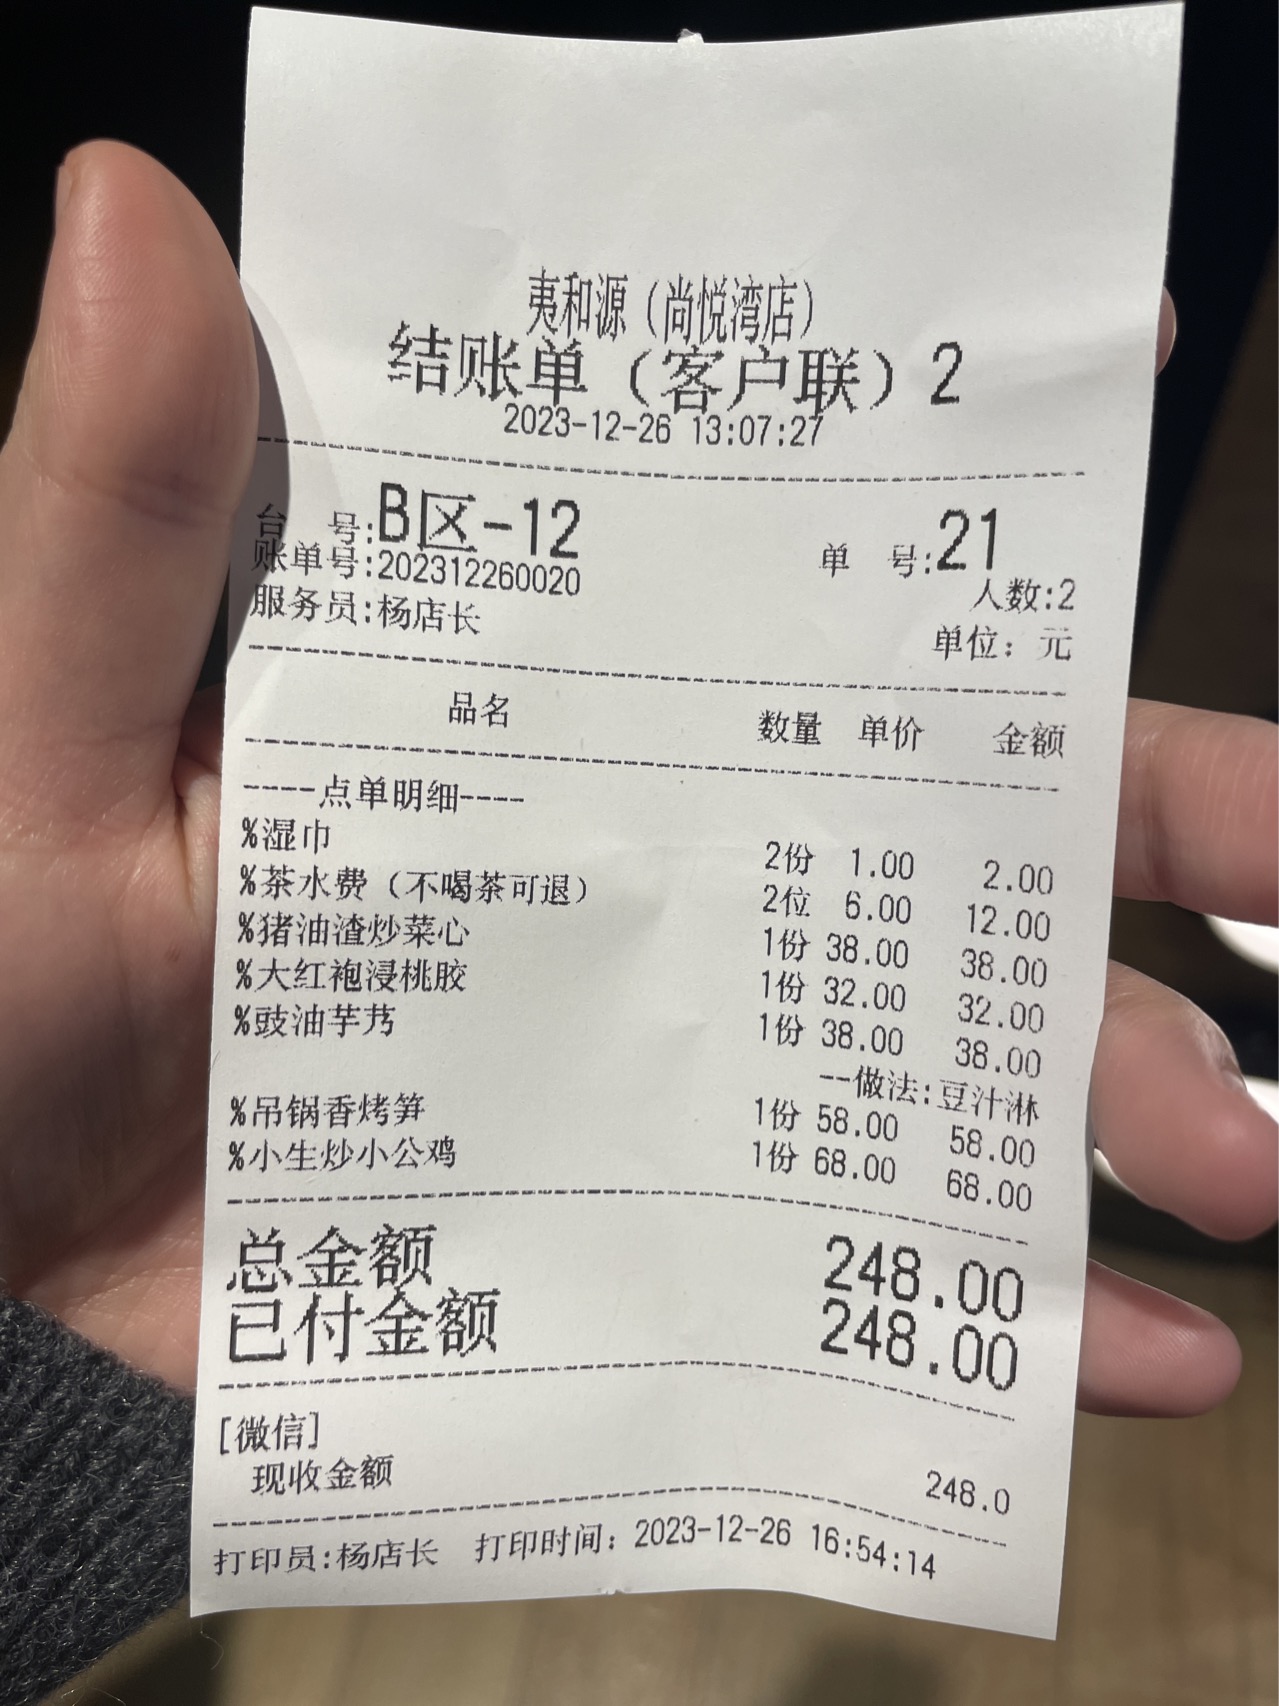 夷和源（尚悦湾店）
结账单（客户联）2
2023-12-26 13:07:27
台 号:B区-12 单 号:21
账单号:202312260020 人数:2
服务员:杨店长 单位：元
品名 数量 单价 金额
----点单明细----
%湿巾 2份 1.00 2.00
%茶水费（不喝茶可退） 2位 6.00 12.00
%猪油渣炒菜心 1份 38.00 38.00
%大红袍浸桃胶 1份 32.00 32.00
%豉油芋艿 1份 38.00 38.00
--做法:豆汁淋
%吊锅香烤笋 1份 58.00 58.00
%小生炒小公鸡 1份 68.00 68.00
总金额 248.00
已付金额 248.00
[微信]
现收金额 248.0
打印员:杨店长 打印时间：2023-12-26 16:54:14